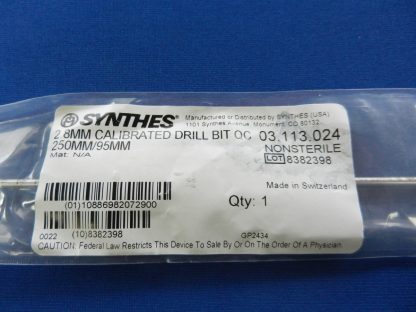 SYNTHES®
Manufactured or Distributed by SYNTHES (USA)
1101 Synthes Avenue, Monument, CO 80132
2.8MM CALIBRATED DRILL BIT QC 03.113.024
250MM/95MM NONSTERILE
Mat: N/A LOT 8382398
Made in Switzerland
(01)10886982072900 Qty: 1
0022 (10)8382398 GP2434
CAUTION: Federal Law Restricts This Device To Sale By Or On The Order Of A Physician.